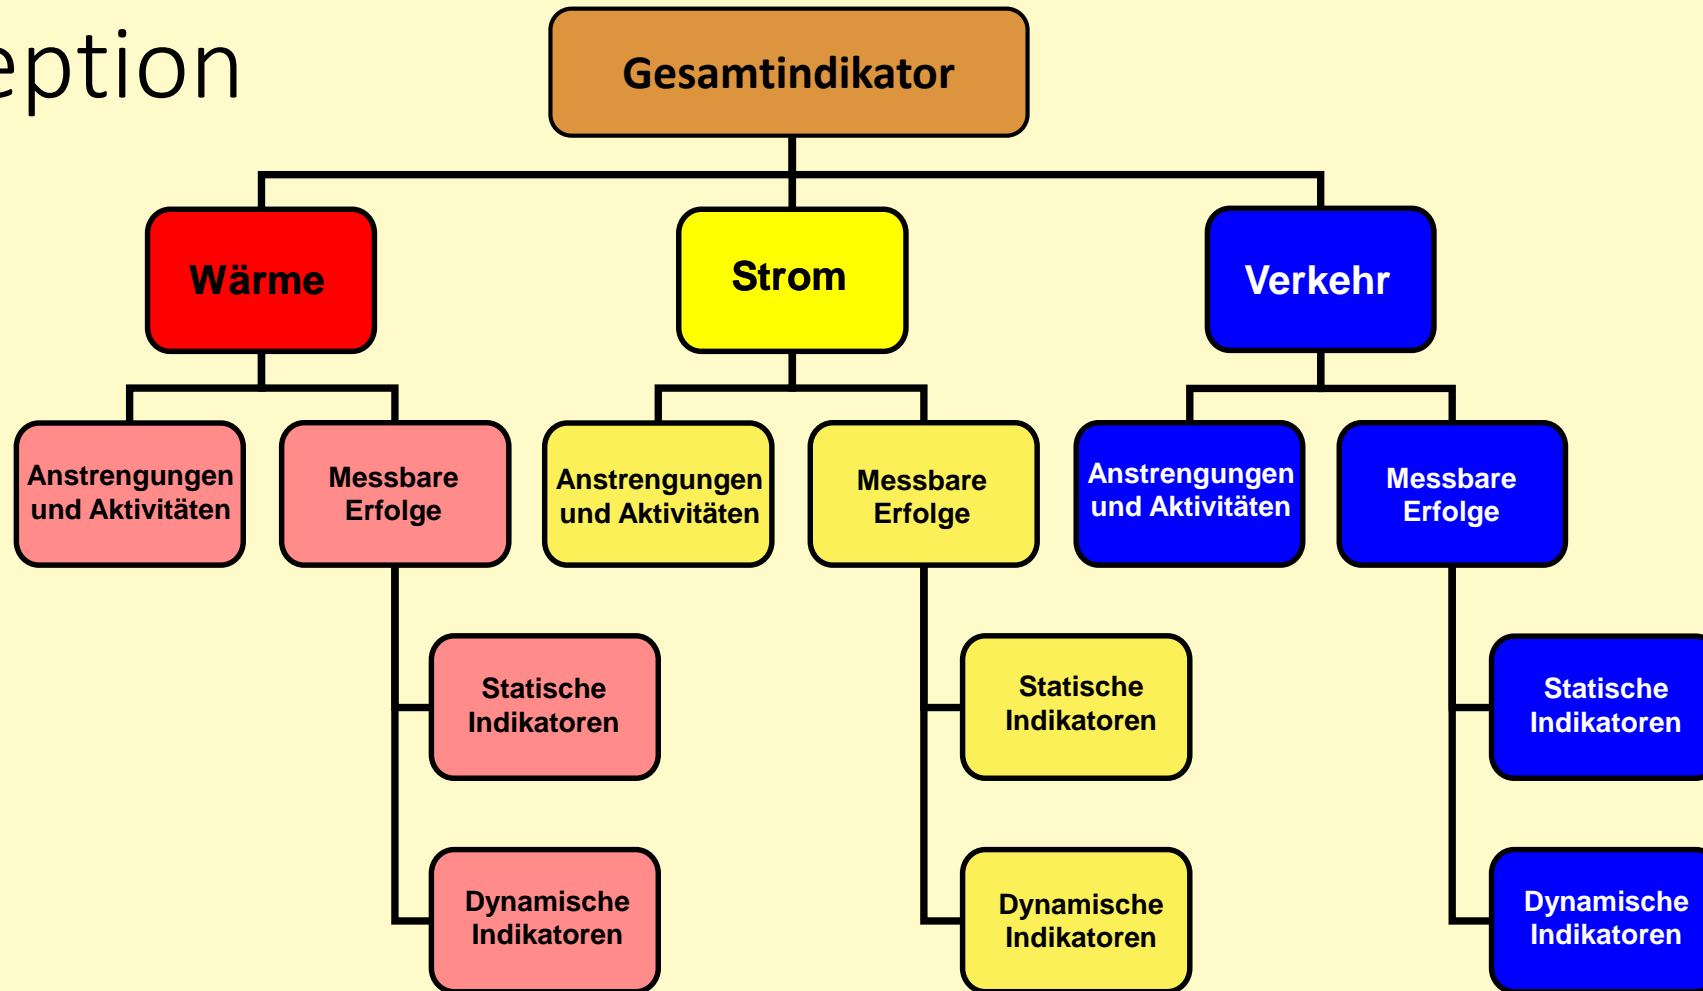 eption
Gesamtindikator
Wärme
Strom
Verkehr
Anstrengungen
und Aktivitäten
Messbare
Erfolge
Anstrengungen
und Aktivitäten
Messbare
Erfolge
Anstrengungen
und Aktivitäten
Messbare
Erfolge
Statische
Indikatoren
Statische
Indikatoren
Statische
Indikatoren
Dynamische
Indikatoren
Dynamische
Indikatoren
Dynamische
Indikatoren